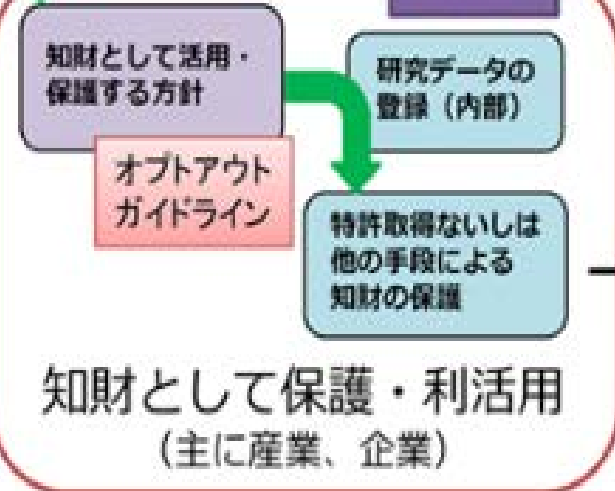 知財として活用・
保護する方針
研究データの
登録（内部）
オプトアウト
ガイドライン
特許取得ないしは
他の手段による
知財の保護
知財として保護・利活用
（主に産業、企業）